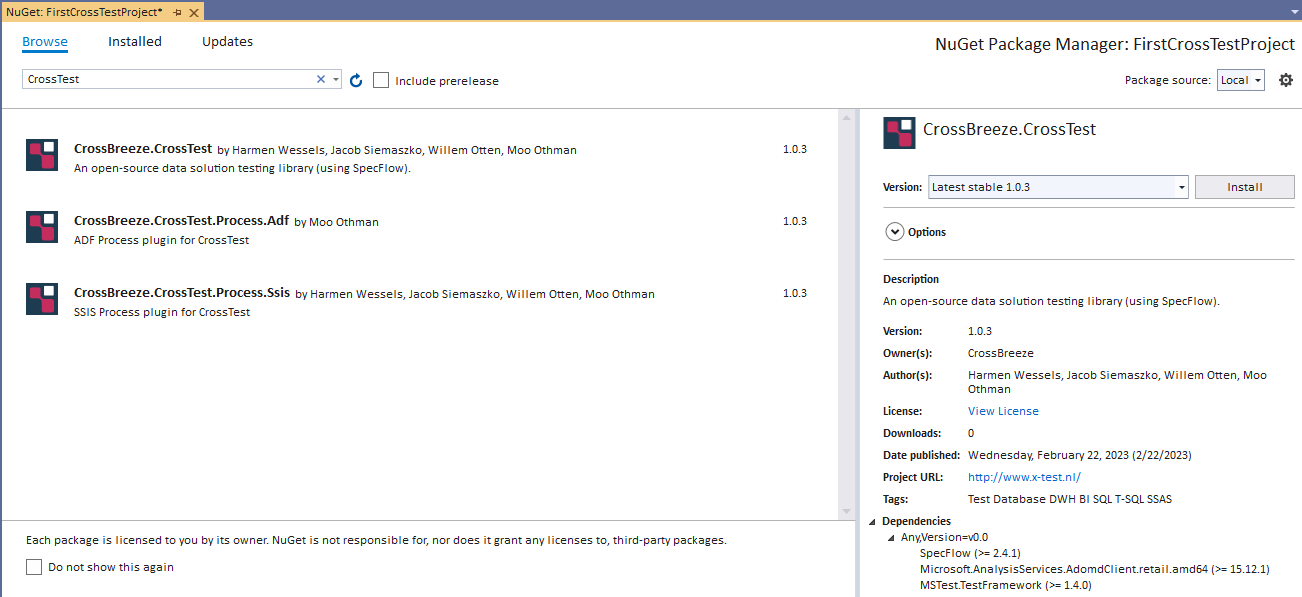 NuGet: FirstCrossTestProject*
Browse Installed Updates
NuGet Package Manager: FirstCrossTestProject
CrossTest
Include prerelease
Package source: Local
CrossBreeze.CrossTest by Harmen Wessels, Jacob Siemaszko, Willem Otten, Moo Othman 1.0.3
An open-source data solution testing library (using SpecFlow).
CrossBreeze.CrossTest.Process.Adf by Moo Othman 1.0.3
ADF Process plugin for CrossTest
CrossBreeze.CrossTest.Process.Ssis by Harmen Wessels, Jacob Siemaszko, Willem Otten, Moo Othman 1.0.3
SSIS Process plugin for CrossTest
Each package is licensed to you by its owner. NuGet is not responsible for, nor does it grant any licenses to, third-party packages.
Do not show this again
CrossBreeze.CrossTest
Version: Latest stable 1.0.3 Install
Options
Description
An open-source data solution testing library (using SpecFlow).
Version: 1.0.3
Owner(s): CrossBreeze
Author(s): Harmen Wessels, Jacob Siemaszko, Willem Otten, Moo
Othman
License: View License
Downloads: 0
Date published: Wednesday, February 22, 2023 (2/22/2023)
Project URL: http://www.x-test.nl/
Tags: Test Database DWH BI SQL T-SQL SSAS
Dependencies
Any,Version=v0.0
SpecFlow (>= 2.4.1)
Microsoft.AnalysisServices.AdomdClient.retail.amd64 (>= 15.12.1)
MSTest.TestFramework (>= 1.4.0)